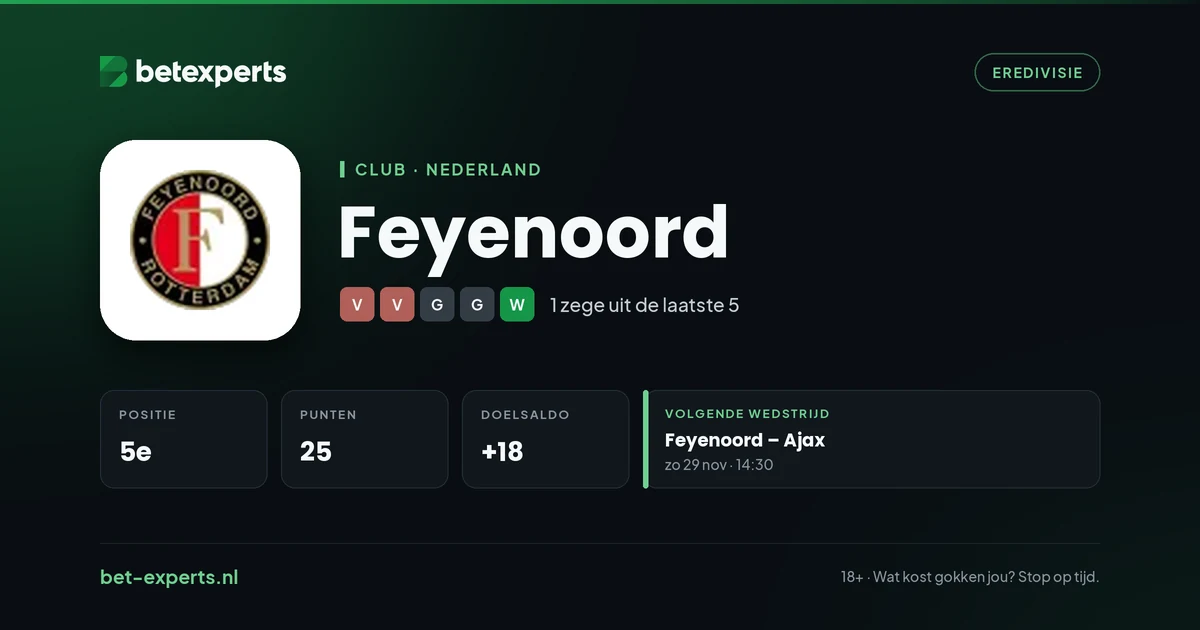 betexperts
EREDIVISIE
FEYENOORD
F
ROTTERDAM
CLUB · NEDERLAND
Feyenoord
V V G G W 1 zege uit de laatste 5
POSITIE
5e
PUNTEN
25
DOELSALDO
+18
VOLGENDE WEDSTRIJD
Feyenoord – Ajax
zo 29 nov · 14:30
bet-experts.nl
18+ · Wat kost gokken jou? Stop op tijd.